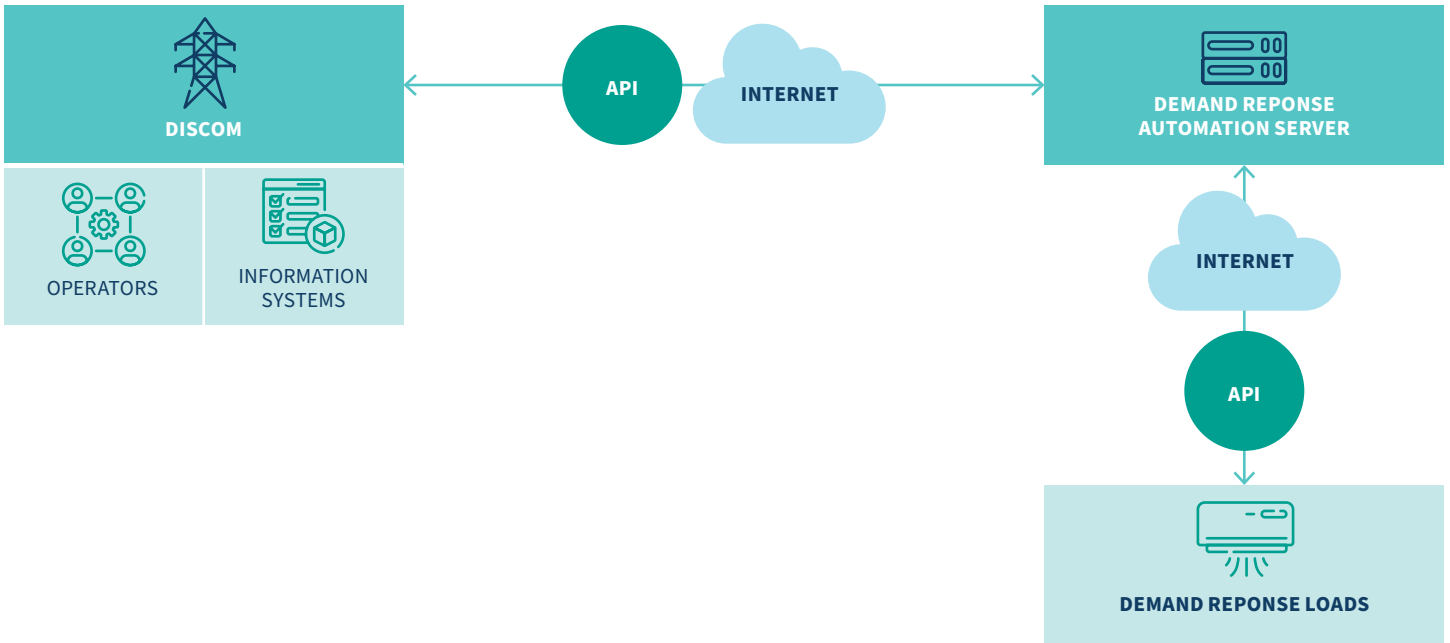 DISCOM
OPERATORS
INFORMATION
SYSTEMS
API
INTERNET
DEMAND REPONSE
AUTOMATION SERVER
INTERNET
API
DEMAND REPONSE LOADS